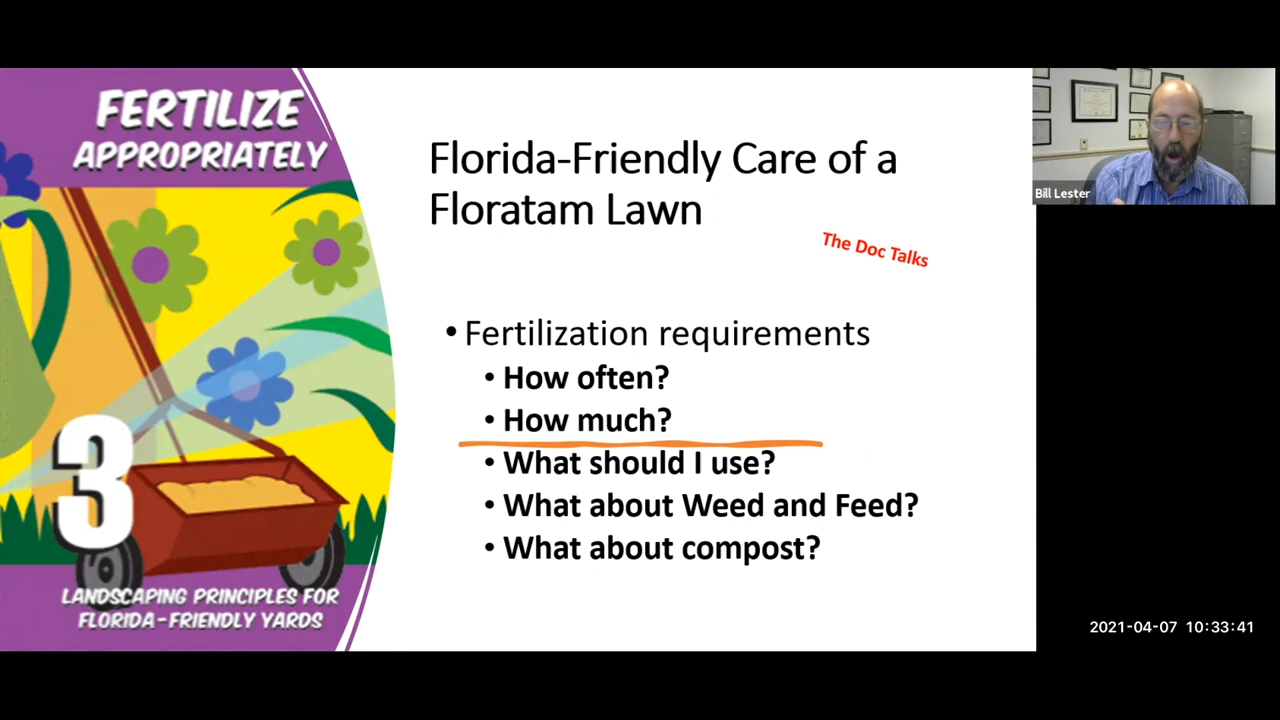 FERTILIZE
APPROPRIATELY
3
LANDSCAPING PRINCIPLES FOR
FLORIDA-FRIENDLY YARDS
Florida-Friendly Care of a
Floratam Lawn
The Doc Talks
• Fertilization requirements
• How often?
• How much?
• What should I use?
• What about Weed and Feed?
• What about compost?
Bill Lester
2021-04-07 10:33:41